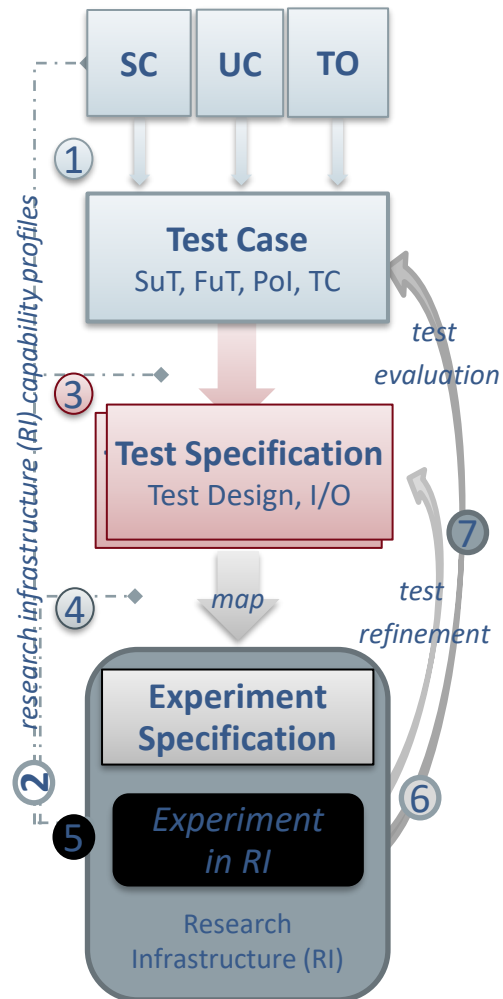 SC
UC
TO
1
Test Case
SuT, FuT, PoI, TC
test
evaluation
research infrastructure (RI) capability profiles
3
Test Specification
Test Design, I/O
7
4
map
test
refinement
Experiment
Specification
2
6
5
Experiment
in RI
Research
Infrastructure (RI)